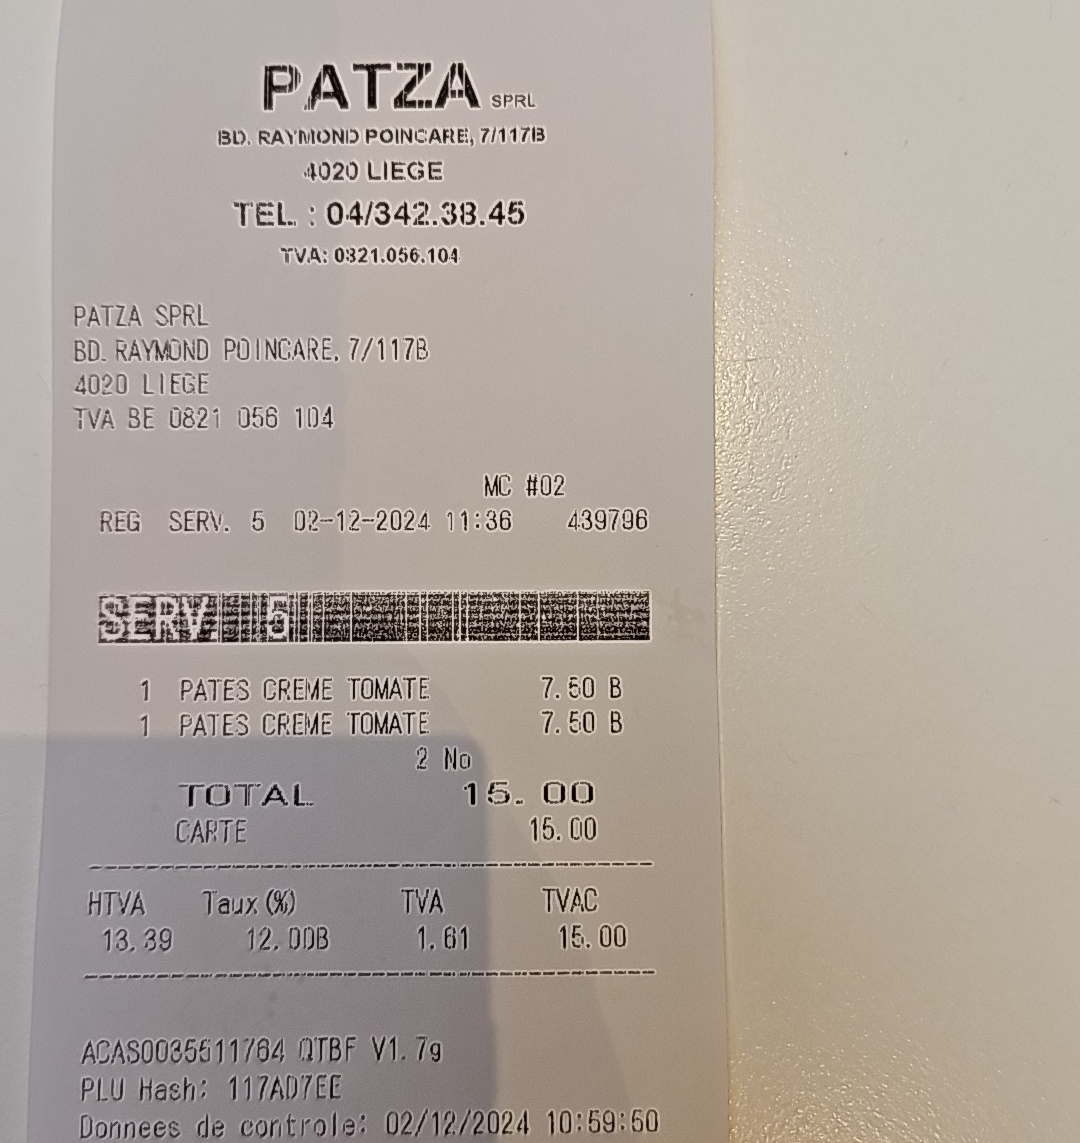 PATZA SPRL
BD. RAYMOND POINCARE, 7/117B
4020 LIEGE
TEL. : 04/342.38.45
TVA: 0821.056.104
PATZA SPRL
BD. RAYMOND POINCARE, 7/117B
4020 LIEGE
TVA BE 0821 056 104
MC #02
REG SERV. 5 02-12-2024 11:36 439796
SERV. 5
1 PATES CREME TOMATE 7.50 B
1 PATES CREME TOMATE 7.50 B
2 No
TOTAL 15.00
CARTE 15.00
HTVA Taux(%) TVA TVAC
13.39 12.00B 1.61 15.00
ACAS0035511764 QTBF V1.7g
PLU Hash: 117AD7EE
Donnees de controle: 02/12/2024 10:59:50